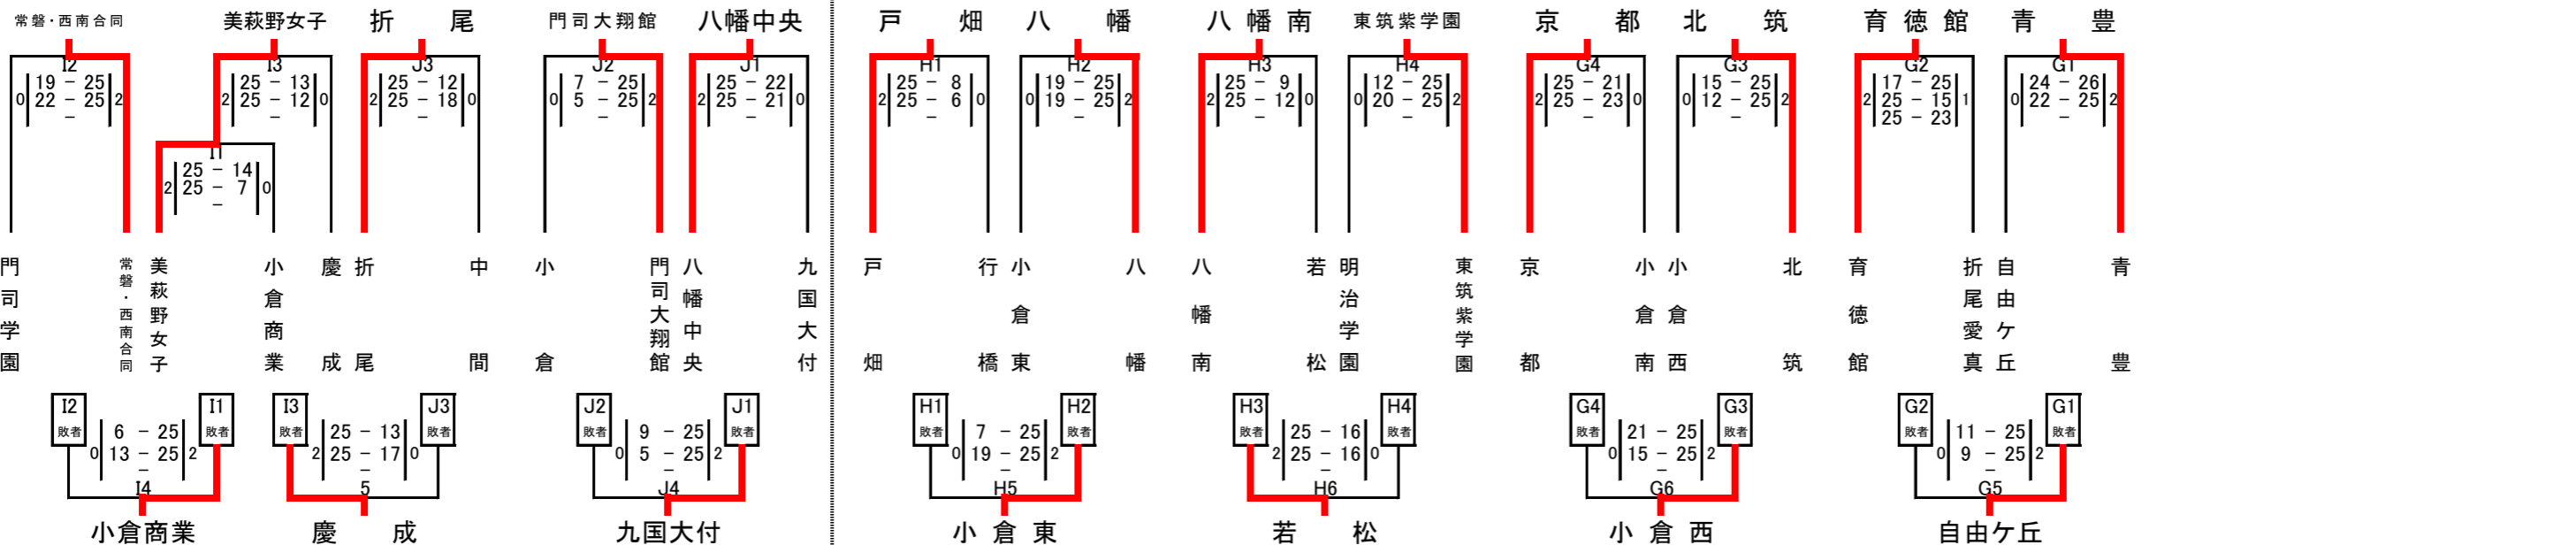 常磐・西南合同 美萩野女子 折尾 門司大翔館 八幡中央 戸畑 八幡 八幡南 東筑紫学園 京都 北筑 育徳館 青豊
I2 I3 J3 J2 J1 H1 H2 H3 H4 G4 G3 G2 G1
19 - 25 25 - 13 25 - 12 7 - 25 25 - 22 25 - 8 19 - 25 25 - 9 12 - 25 25 - 21 15 - 25 17 - 25 24 - 26
0 22 - 25 2 2 25 - 12 0 2 25 - 18 0 0 5 - 25 2 2 25 - 21 0 2 25 - 6 0 0 19 - 25 2 2 25 - 12 0 0 20 - 25 2 2 25 - 23 0 0 12 - 25 2 2 25 - 15 1 0 22 - 25 2
- - - - - - - - - - - 25 - 23 -
I1
25 - 14
2 25 - 7 0
-
門司学園
常磐・西南合同
美萩野女子
小倉商業
慶成
折尾
中間
小倉
門司大翔館
八幡中央
九国大付
戸畑
行橋
小倉東
八幡
八幡南
若松
明治学園
東筑紫学園
京都
小倉南
小倉西
北筑
育徳館
折尾愛真
自由ケ丘
青豊
I2 I1 I3 J3 J2 J1 H1 H2 H3 H4 G4 G3 G2 G1
敗者 敗者 敗者 敗者 敗者 敗者 敗者 敗者 敗者 敗者 敗者 敗者 敗者 敗者
6 - 25 25 - 13 9 - 25 7 - 25 25 - 16 21 - 25 11 - 25
0 13 - 25 2 2 25 - 17 0 0 5 - 25 2 0 19 - 25 2 2 25 - 16 0 0 15 - 25 2 0 9 - 25 2
- - - - - - -
I4 5 J4 H5 H6 G6 G5
小倉商業 慶成 九国大付 小倉東 若松 小倉西 自由ケ丘